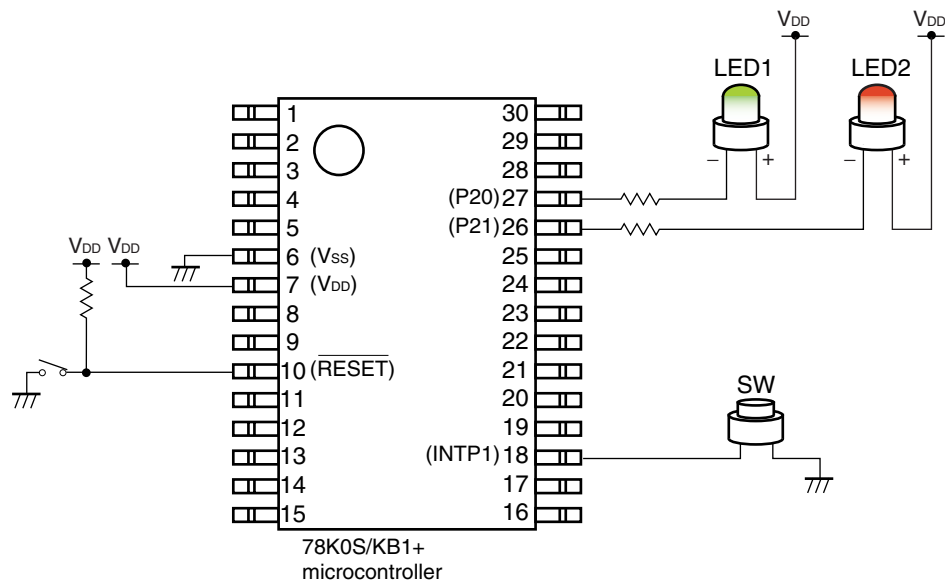 VDD VDD
LED1 LED2
1 30
2 29
3 28
4 (P20) 27
5 (P21) 26
– + – +
VDD VDD
6 (VSS) 25
7 (VDD) 24
8 23
9 22
10 (RESET) 21
11 20
12 19
SW
13 (INTP1) 18
14 17
15 16
78K0S/KB1+
microcontroller